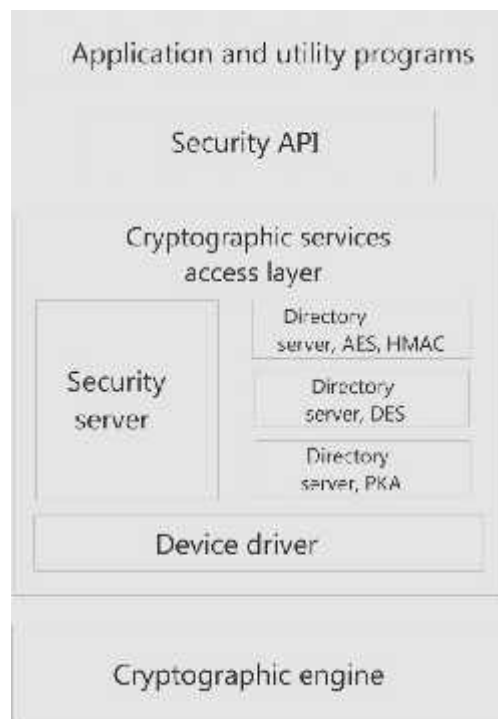 Application and utility programs
Security API
Cryptographic services
access layer
Security
server
Directory
server, AES, HMAC
Directory
server, DES
Directory
server, PKA
Device driver
Cryptographic engine